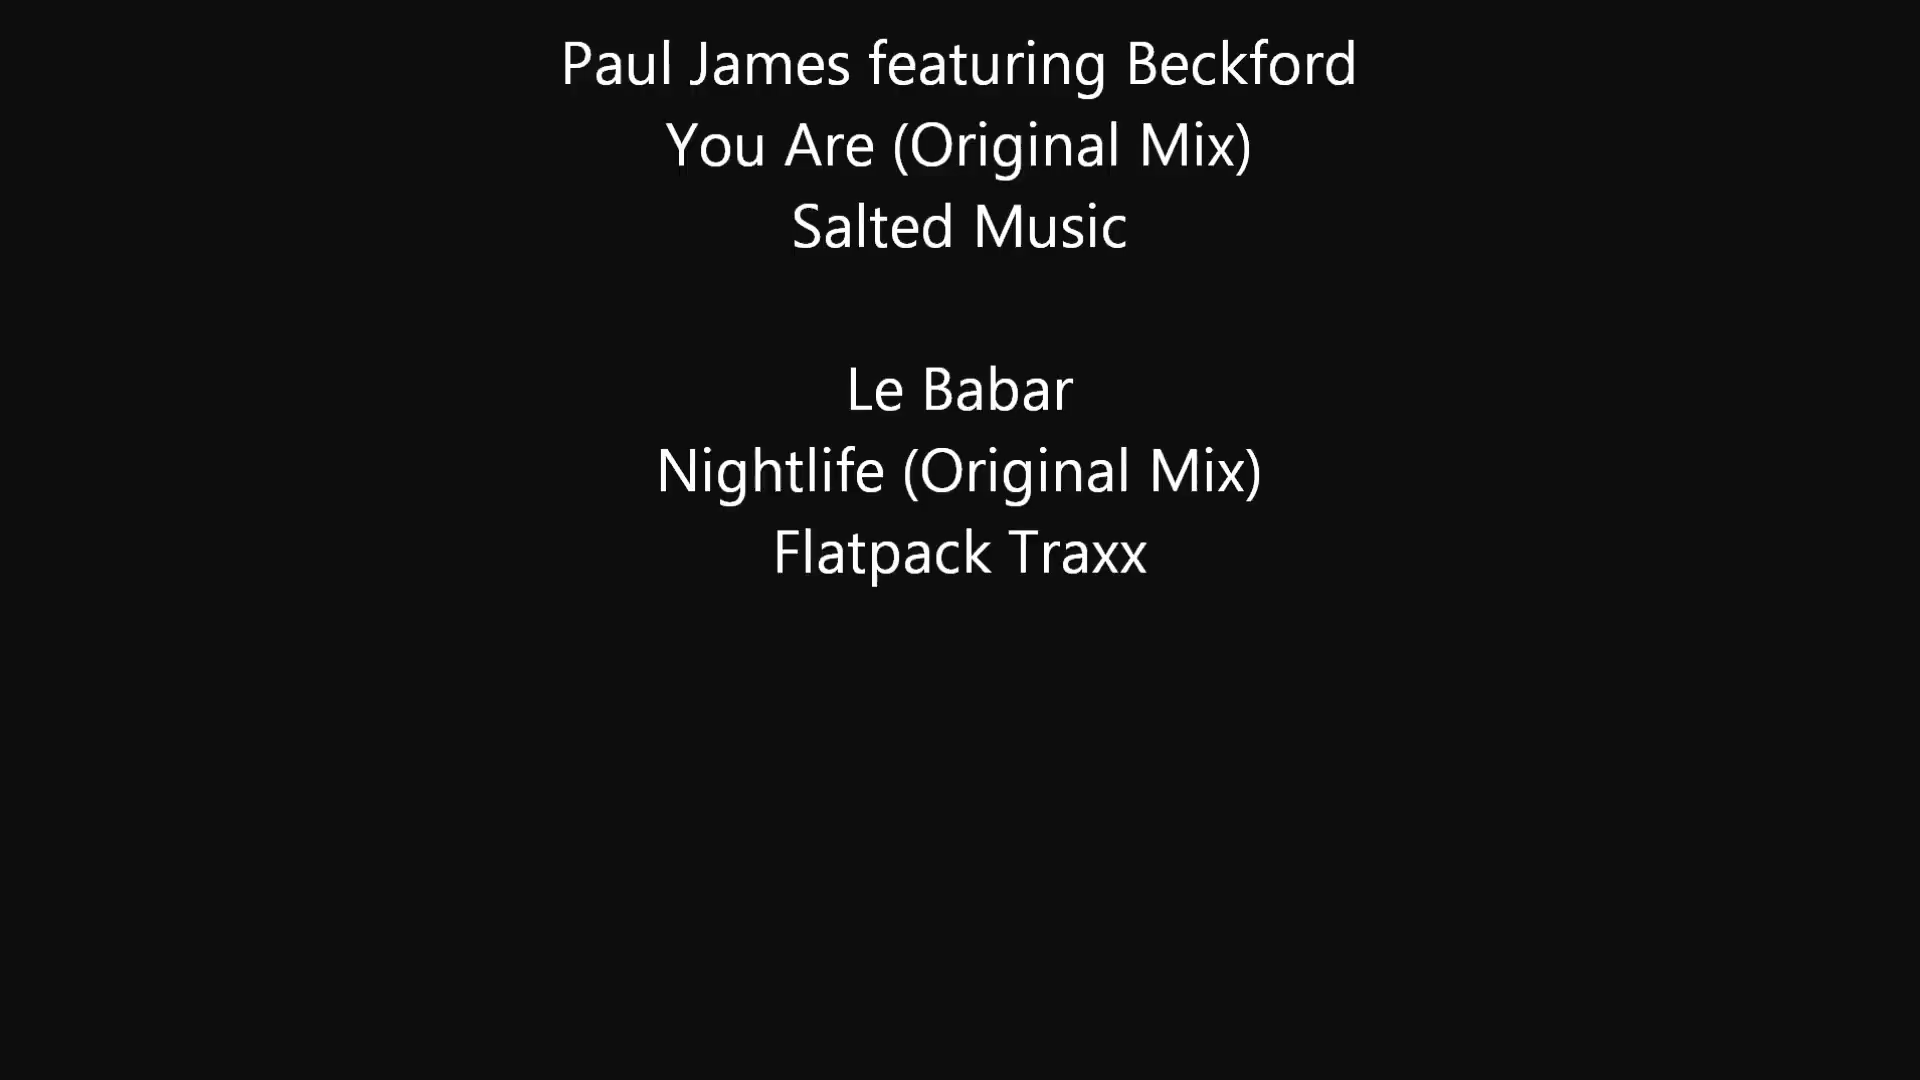 Paul James featuring Beckford
You Are (Original Mix)
Salted Music
Le Babar
Nightlife (Original Mix)
Flatpack Traxx